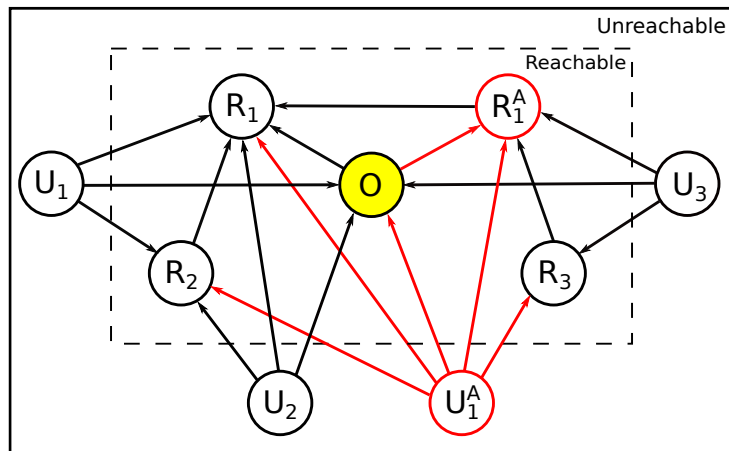 Unreachable
Reachable
R₁
R₁ᴬ
U₁
O
U₃
R₂
R₃
U₂
U₁ᴬ